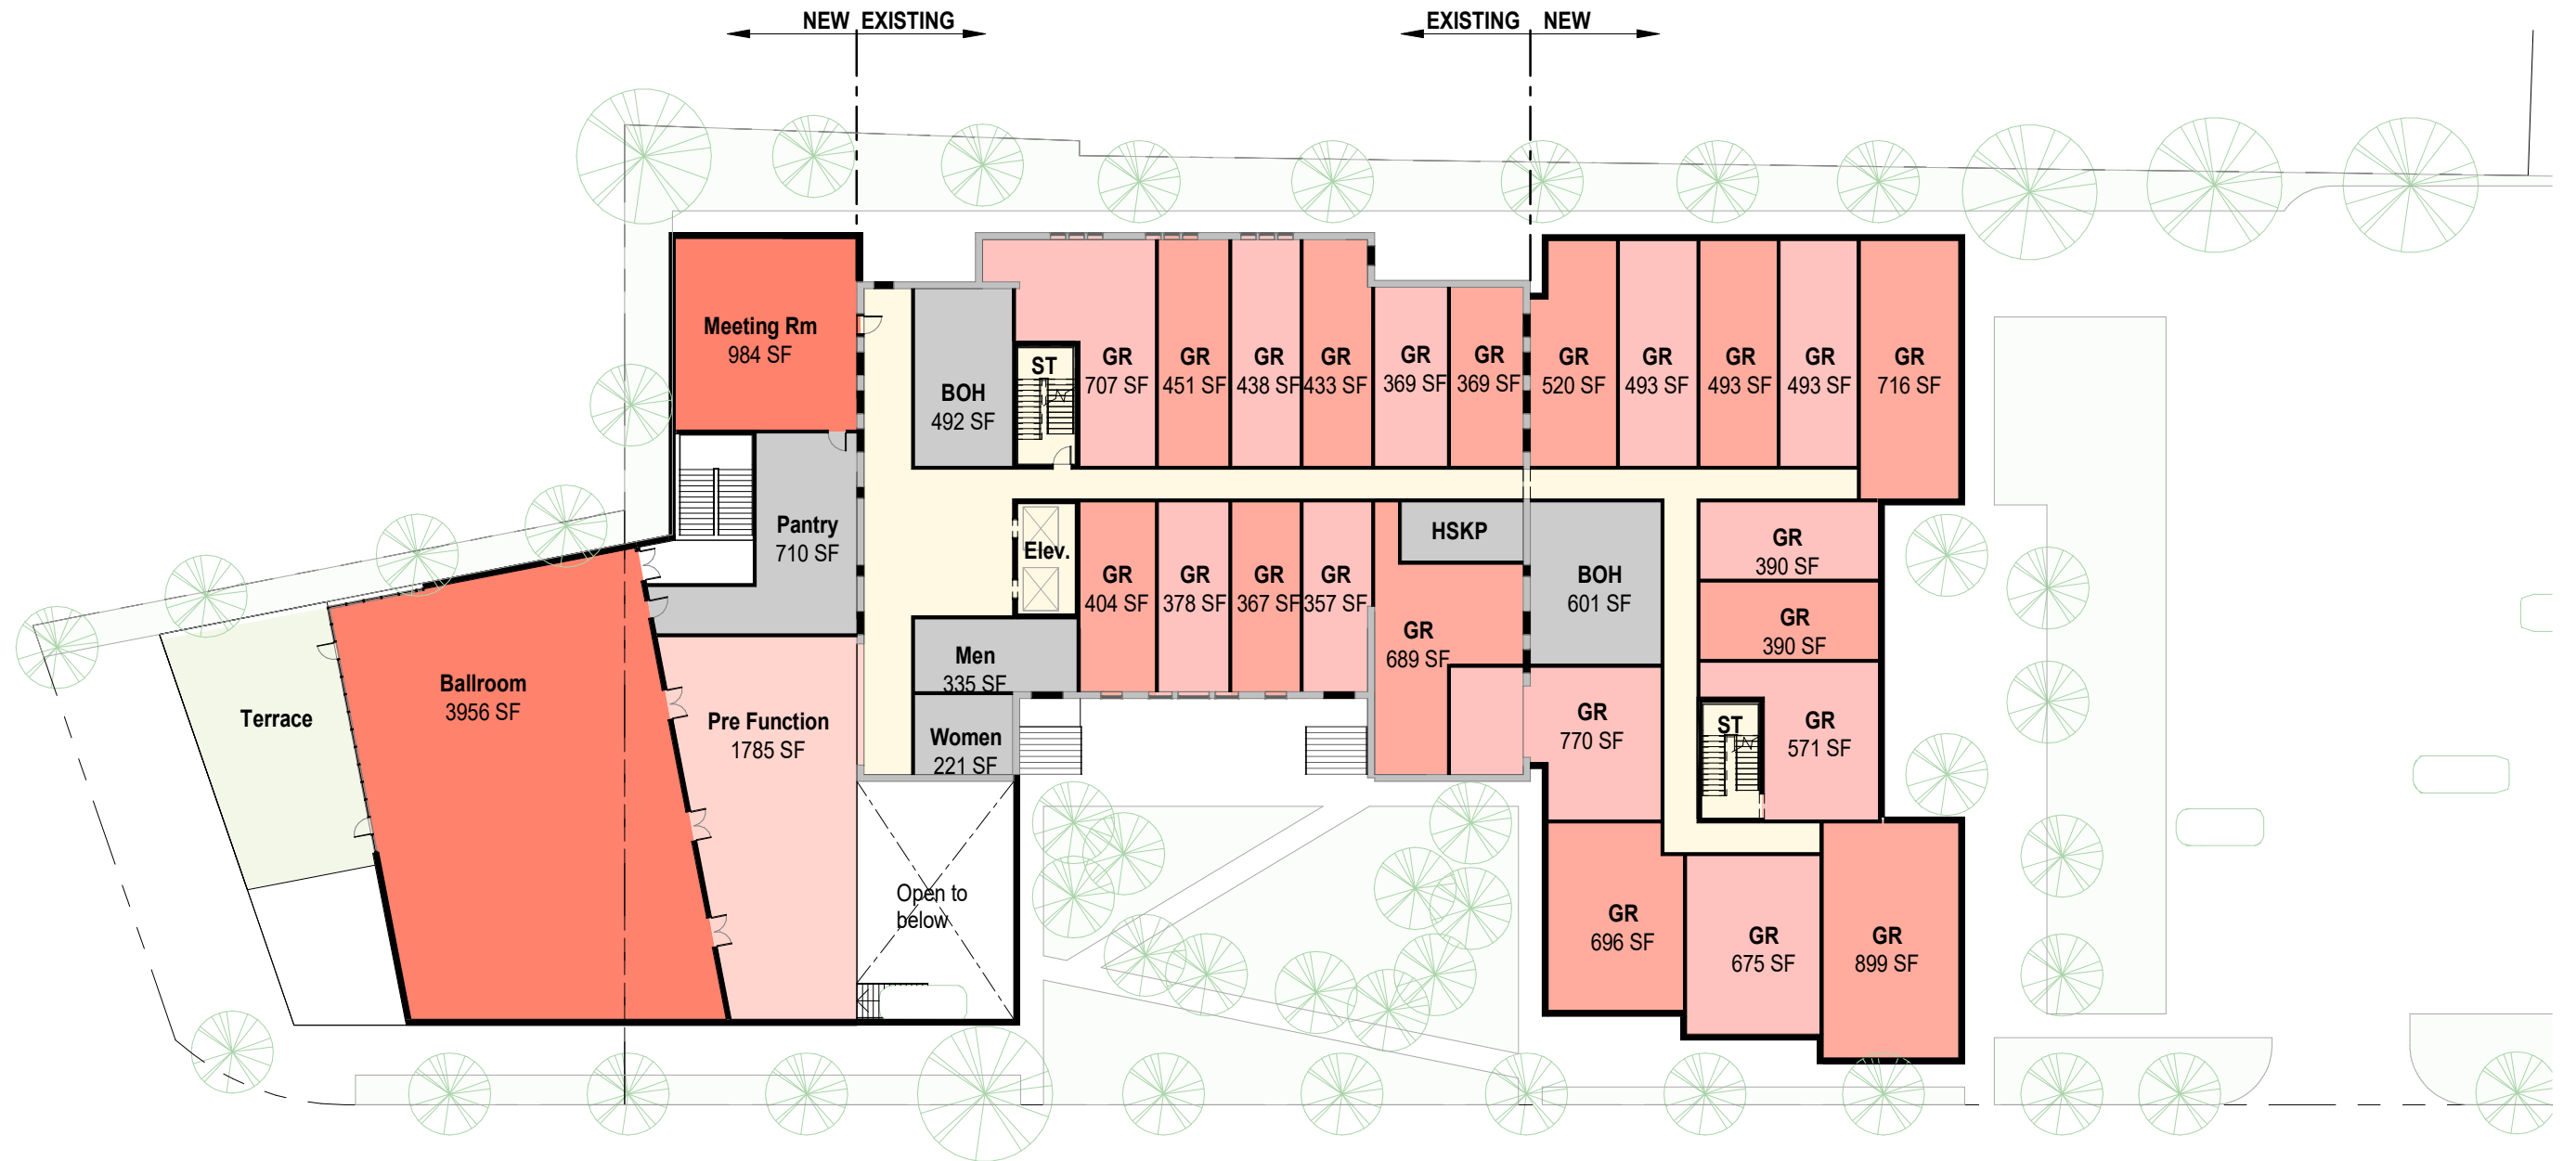 NEW EXISTING
EXISTING NEW
Meeting Rm
984 SF
BOH
492 SF
ST
GR
707 SF
GR
451 SF
GR
438 SF
GR
433 SF
GR
369 SF
GR
369 SF
GR
520 SF
GR
493 SF
GR
493 SF
GR
493 SF
GR
716 SF
Pantry
710 SF
Elev.
GR
404 SF
GR
378 SF
GR
367 SF
GR
357 SF
HSKP
GR
689 SF
BOH
601 SF
GR
390 SF
GR
390 SF
Men
335 SF
Women
221 SF
Ballroom
3956 SF
Terrace
Pre Function
1785 SF
GR
770 SF
ST
GR
571 SF
Open to
below
GR
696 SF
GR
675 SF
GR
899 SF